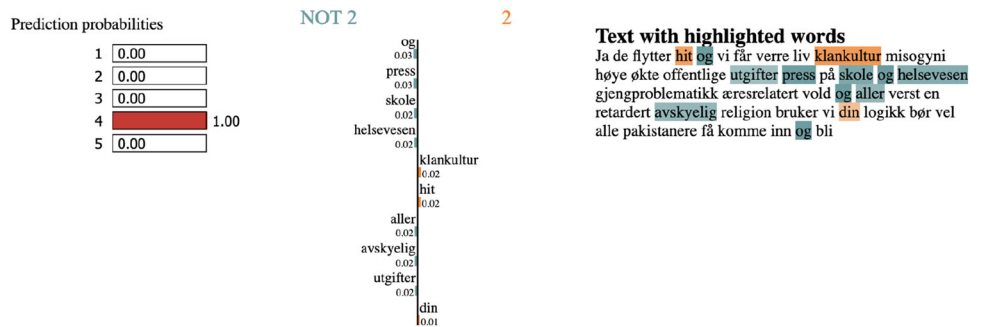 Prediction probabilities
1 0.00
2 0.00
3 0.00
4 1.00
5 0.00
NOT 2 2
og
0.03
press
0.03
skole
0.02
helsevesen
0.02
klankultur
0.02
hit
0.02
aller
0.02
avskyelig
0.02
utgifter
0.02
din
0.01
Text with highlighted words
Ja de flytter hit og vi får verre liv klankultur misogyni
høye økte offentlige utgifter press på skole og helsevesen
gjengproblematikk æresrelatert vold og aller verst en
retardert avskyelig religion bruker vi din logikk bør vel
alle pakistanere få komme inn og bli